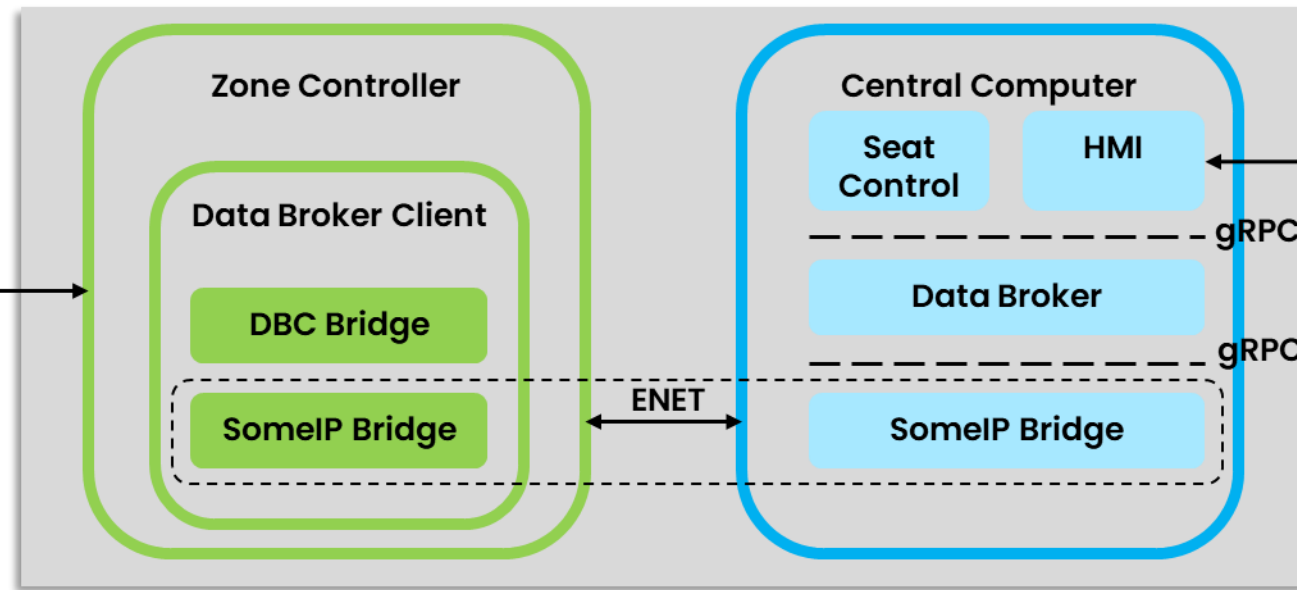 Zone Controller
Data Broker Client
DBC Bridge
SomeIP Bridge
ENET
Central Computer
Seat
Control
HMI
gRPC
Data Broker
gRPC
SomeIP Bridge